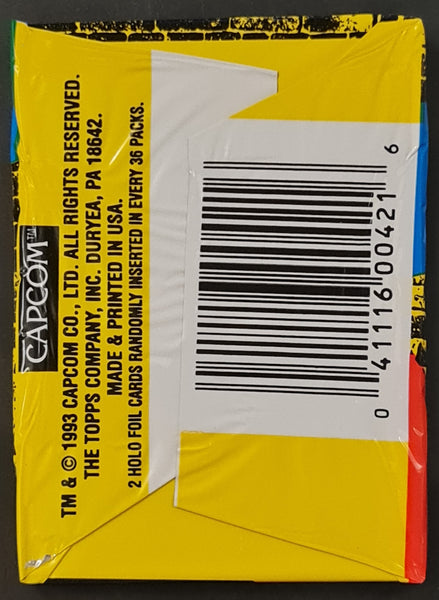 CAPCOM™
TM & © 1993 CAPCOM CO., LTD. ALL RIGHTS RESERVED.
THE TOPPS COMPANY, INC. DURYEA, PA 18642.
MADE & PRINTED IN USA.
2 HOLO FOIL CARDS RANDOMLY INSERTED IN EVERY 36 PACKS.
0 41116 00421 6